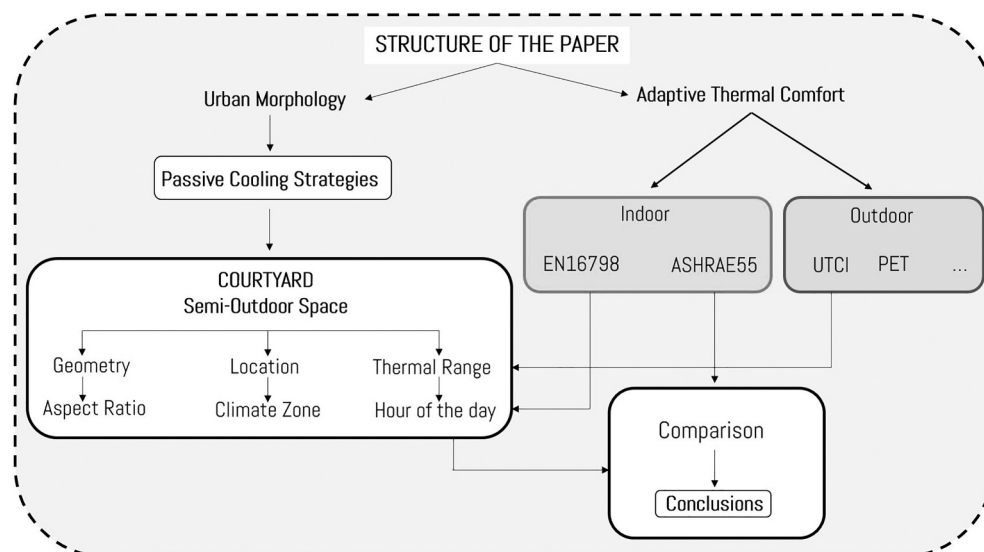 STRUCTURE OF THE PAPER
Urban Morphology
Adaptive Thermal Comfort
Passive Cooling Strategies
Indoor
Outdoor
EN16798
ASHRAE55
UTCI
PET
...
COURTYARD
Semi-Outdoor Space
Geometry
Location
Thermal Range
Aspect Ratio
Climate Zone
Hour of the day
Comparison
Conclusions